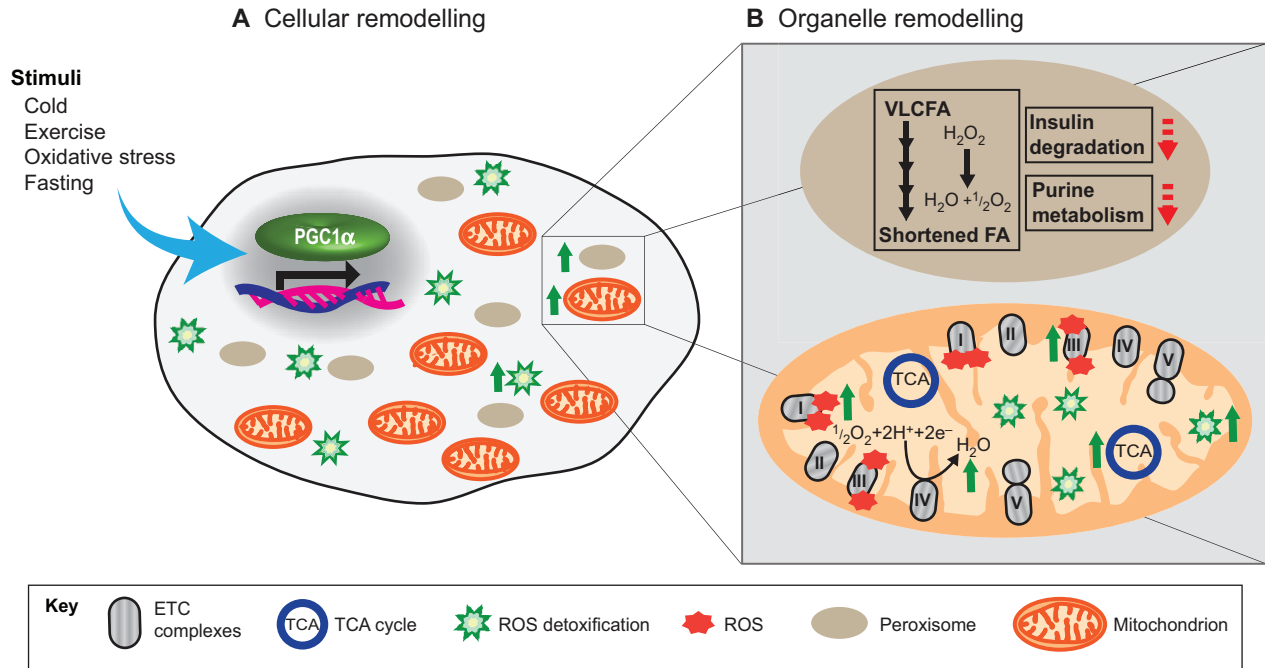 A Cellular remodelling
B Organelle remodelling
Stimuli
Cold
Exercise
Oxidative stress
Fasting
PGC1α
VLCFA
H₂O₂
H₂O +¹/₂O₂
Shortened FA
Insulin
degradation
Purine
metabolism
I
II
III
IV
V
TCA
I
¹/₂O₂+2H⁺+2e⁻
H₂O
TCA
II
III
IV
V
Key
ETC
complexes
TCA
TCA cycle
ROS detoxification
ROS
Peroxisome
Mitochondrion